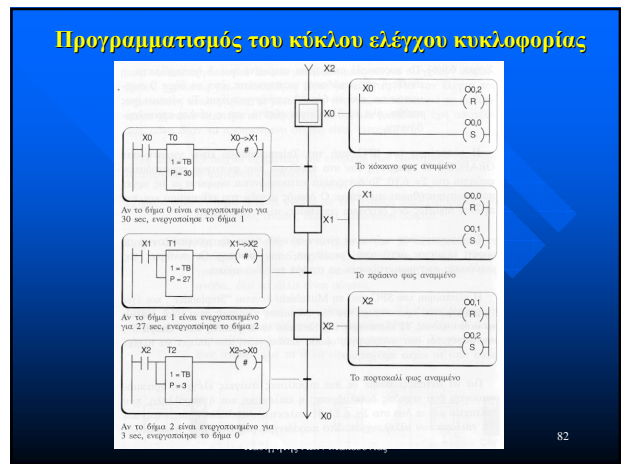 Προγραμματισμός του κύκλου ελέγχου κυκλοφορίας
X2
X0
X0 T0 X0->X1
1 = TB
P = 30
#
Αν το βήμα 0 είναι ενεργοποιημένο για
30 sec, ενεργοποίησε το βήμα 1
X0
O0,2
R
O0,0
S
Το κόκκινο φως αναμμένο
X1
X1 T1 X1->X2
1 = TB
P = 27
#
Αν το βήμα 1 είναι ενεργοποιημένο
για 27 sec, ενεργοποίησε το βήμα 2
X1
O0,0
R
O0,1
S
Το πράσινο φως αναμμένο
X2
X2 T2 X2->X0
1 = TB
P = 3
#
Αν το βήμα 2 είναι ενεργοποιημένο για
3 sec, ενεργοποίησε το βήμα 0
X2
O0,1
R
O0,2
S
Το πορτοκαλί φως αναμμένο
X0
82